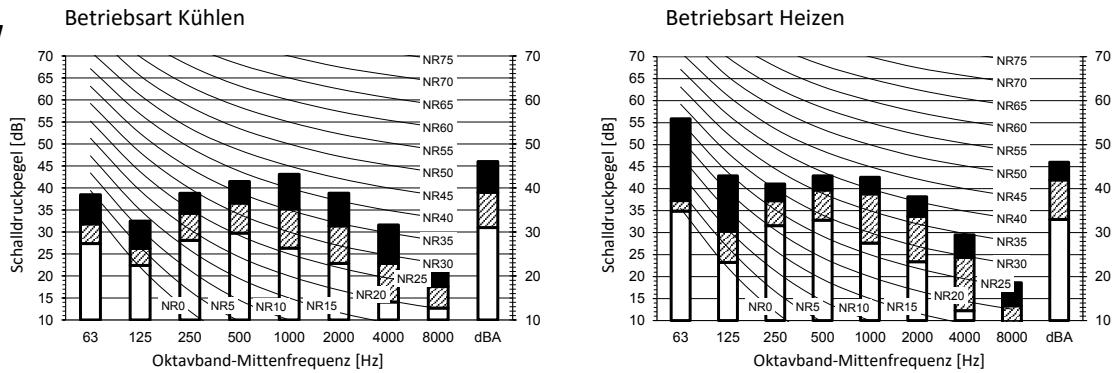 Betriebsart Kühlen
Schalldruckpegel [dB]
70
65
60
55
50
45
40
35
30
25
20
15
10
NR75
NR70
NR65
NR60
NR55
NR50
NR45
NR40
NR35
NR30
NR25
NR20
NR0 NR5 NR10 NR15
70
60
50
40
30
20
10
63 125 250 500 1000 2000 4000 8000 dBA
Oktavband-Mittenfrequenz [Hz]
Betriebsart Heizen
Schalldruckpegel [dB]
70
65
60
55
50
45
40
35
30
25
20
15
10
NR75
NR70
NR65
NR60
NR55
NR50
NR45
NR40
NR35
NR30
NR25
NR20
NR0 NR5 NR10 NR15
70
60
50
40
30
20
10
63 125 250 500 1000 2000 4000 8000 dBA
Oktavband-Mittenfrequenz [Hz]